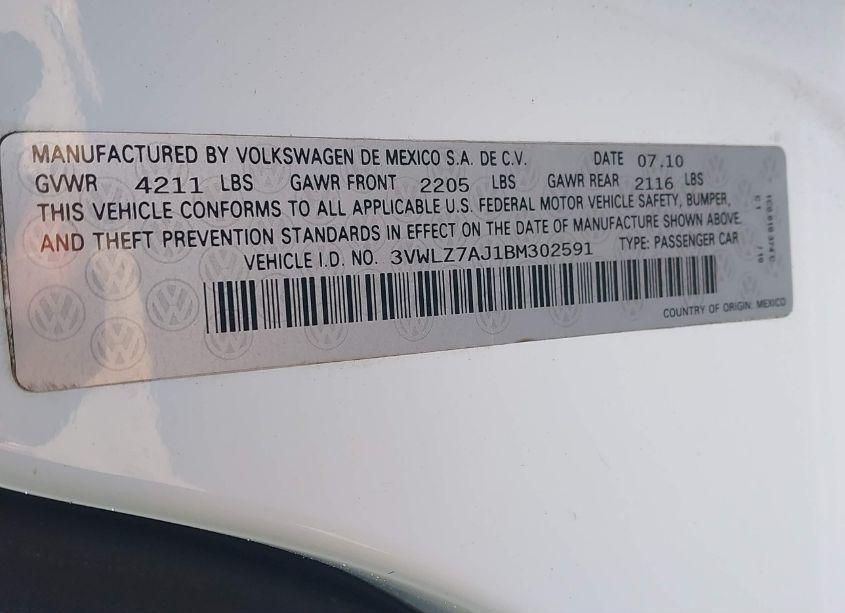 MANUFACTURED BY VOLKSWAGEN DE MEXICO S.A. DE C.V. DATE 07.10
GVWR 4211 LBS GAWR FRONT 2205 LBS GAWR REAR 2116 LBS
THIS VEHICLE CONFORMS TO ALL APPLICABLE U.S. FEDERAL MOTOR VEHICLE SAFETY, BUMPER,
AND THEFT PREVENTION STANDARDS IN EFFECT ON THE DATE OF MANUFACTURE SHOWN ABOVE.
VEHICLE I.D. NO. 3VWLZ7AJ1BM302591 TYPE: PASSENGER CAR
COUNTRY OF ORIGIN: MEXICO